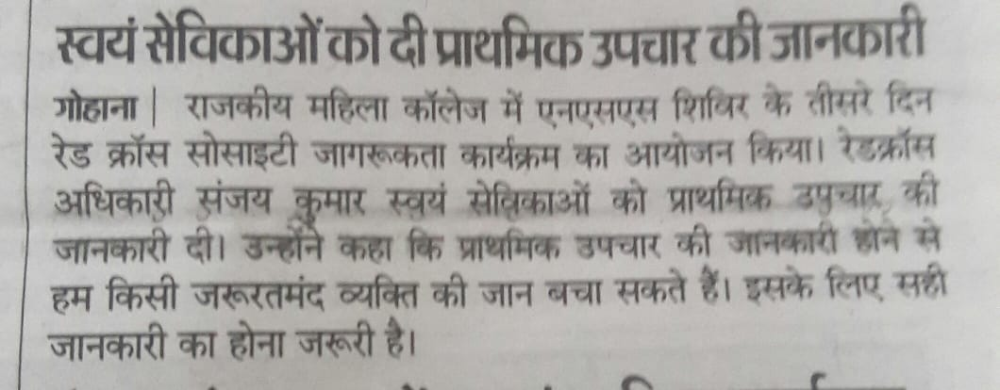 स्वयं सेविकाओं को दी प्राथमिक उपचार की जानकारी
गोहाना | राजकीय महिला कॉलेज में एनएसएस शिविर के तीसरे दिन
रेड क्रॉस सोसाइटी जागरूकता कार्यक्रम का आयोजन किया। रेडक्रॉस
अधिकारी संजय कुमार स्वयं सेविकाओं को प्राथमिक उपचार की
जानकारी दी। उन्होंने कहा कि प्राथमिक उपचार की जानकारी होने से
हम किसी जरूरतमंद व्यक्ति की जान बचा सकते हैं। इसके लिए सही
जानकारी का होना जरूरी है।